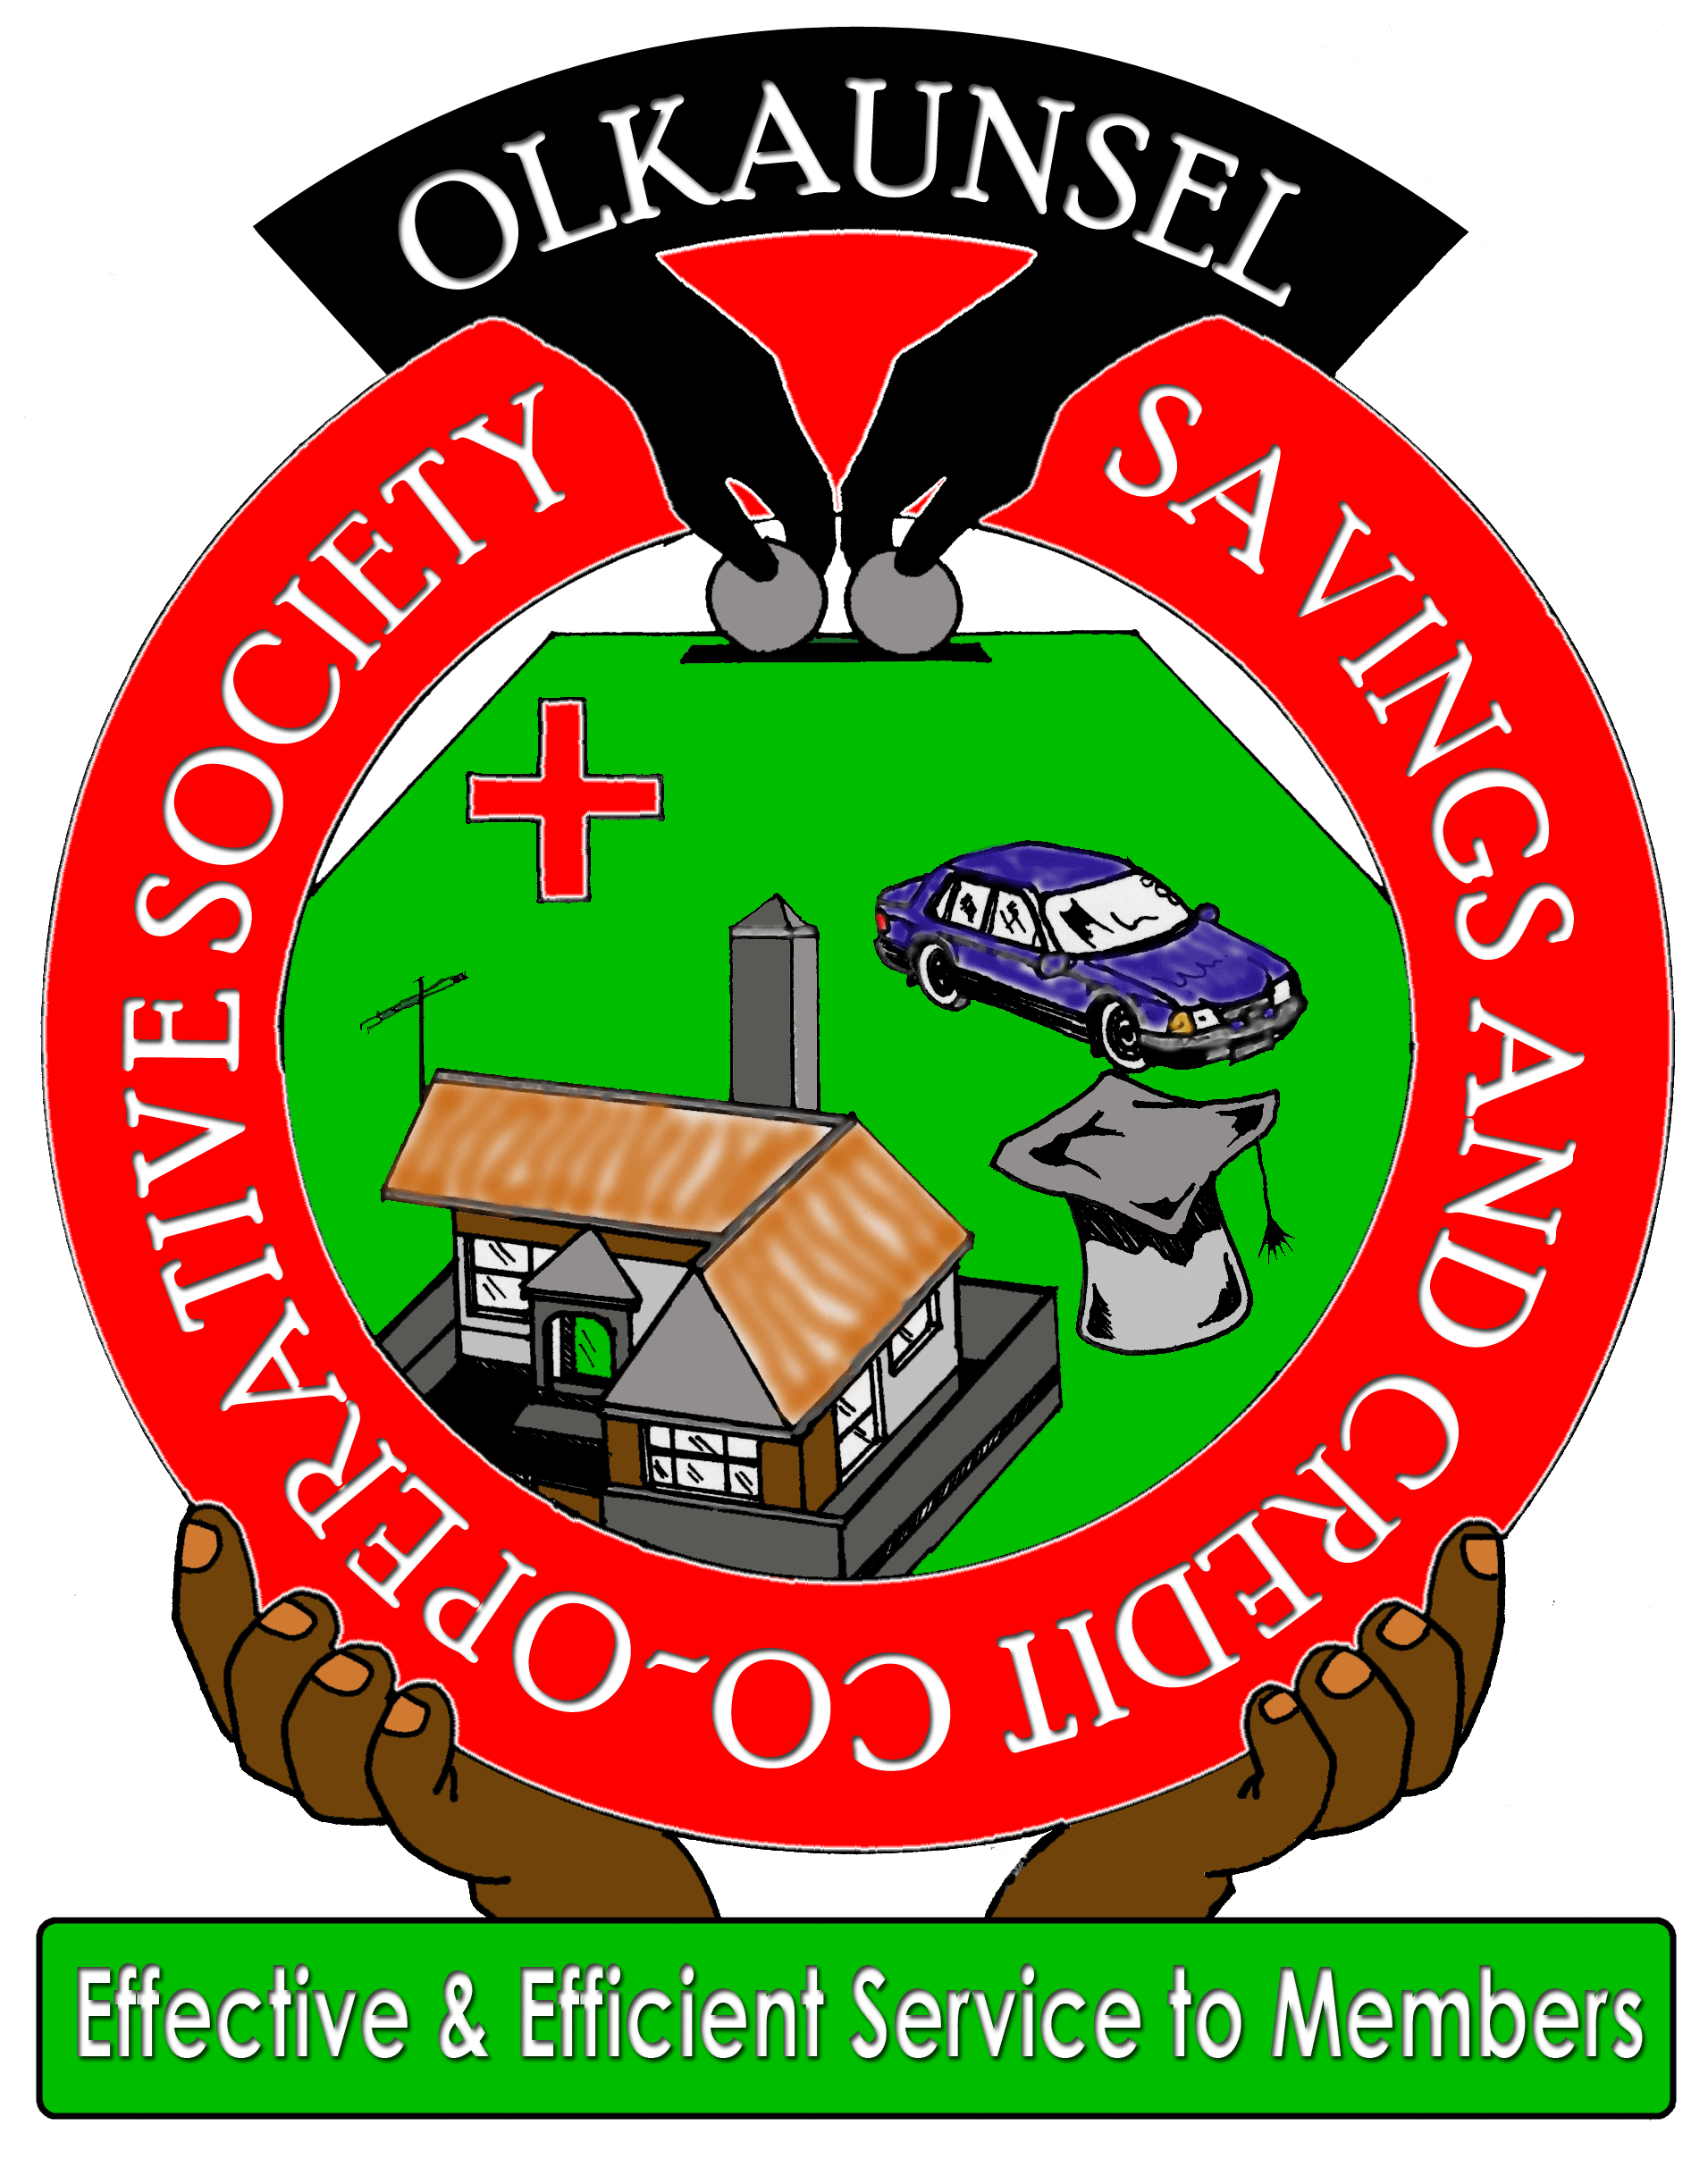 OLKAUNSEL
SAVINGS AND CREDIT CO-OPERATIVE SOCIETY
Effective & Efficient Service to Members